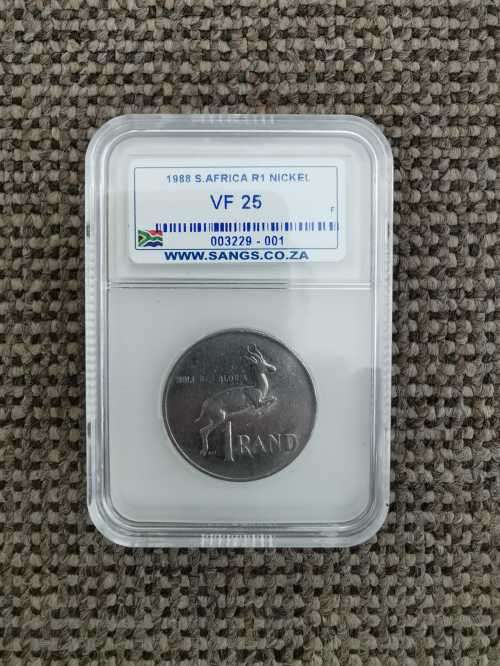 1988 S.AFRICA R1 NICKEL
VF 25
F
003229 - 001
WWW.SANGS.CO.ZA
1 RAND